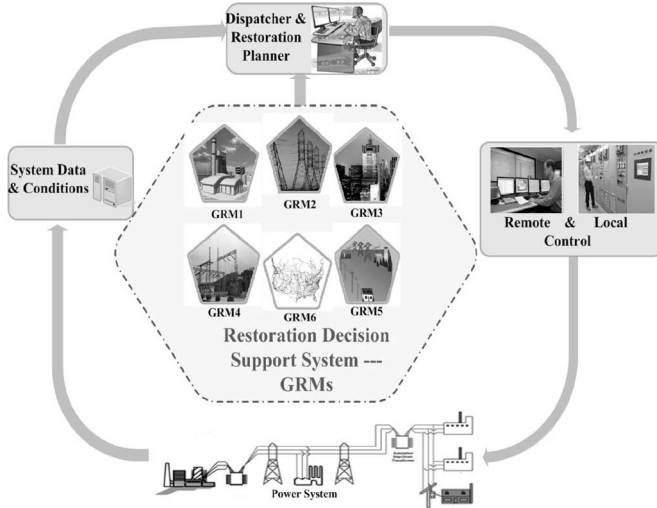 Dispatcher &
Restoration
Planner
System Data
& Conditions
GRM1
GRM2
GRM3
Remote & Local
Control
GRM4
GRM6
GRM5
Restoration Decision
Support System ---
GRMs
Power System